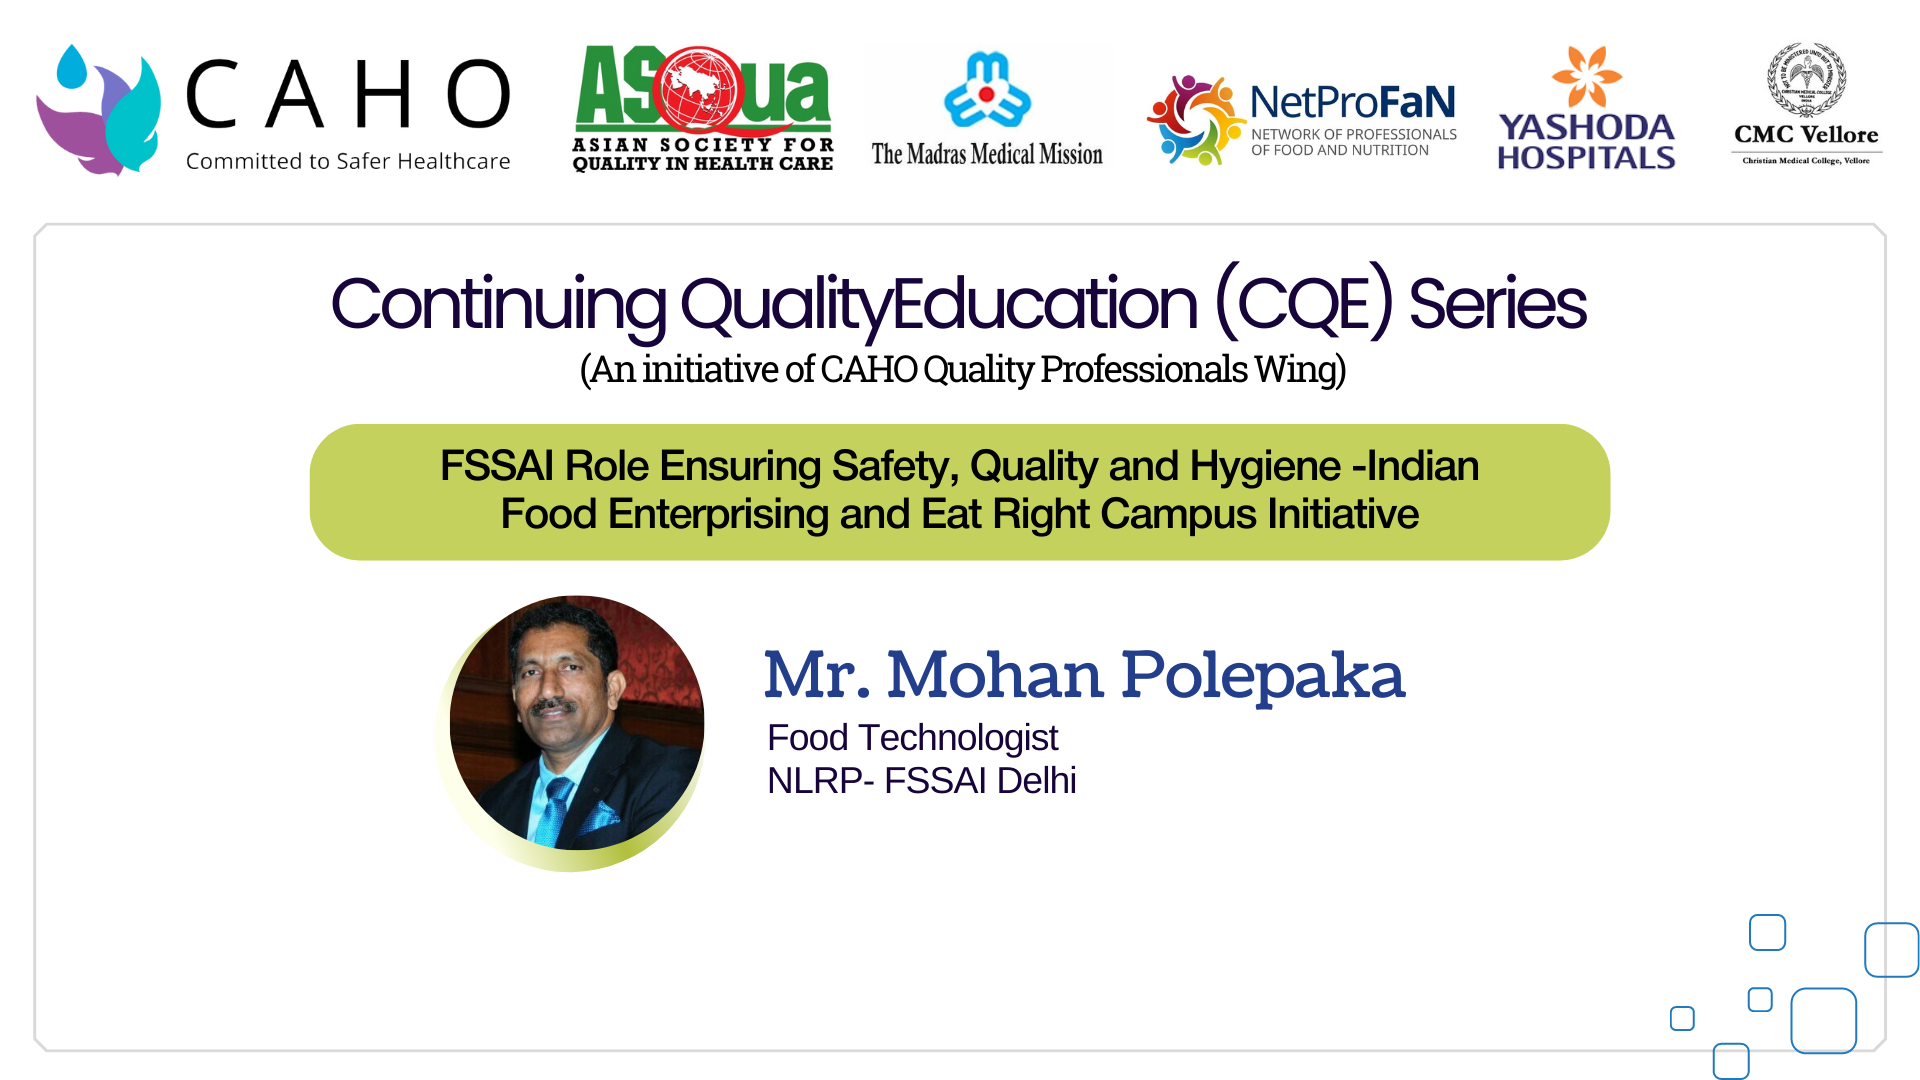 CAHO
Committed to Safer Healthcare
ASQua
ASIAN SOCIETY FOR
QUALITY IN HEALTH CARE
The Madras Medical Mission
NetProFaN
NETWORK OF PROFESSIONALS
OF FOOD AND NUTRITION
YASHODA
HOSPITALS
CMC Vellore
Christian Medical College, Vellore
Continuing QualityEducation (CQE) Series
(An initiative of CAHO Quality Professionals Wing)
FSSAI Role Ensuring Safety, Quality and Hygiene -Indian
Food Enterprising and Eat Right Campus Initiative
Mr. Mohan Polepaka
Food Technologist
NLRP- FSSAI Delhi